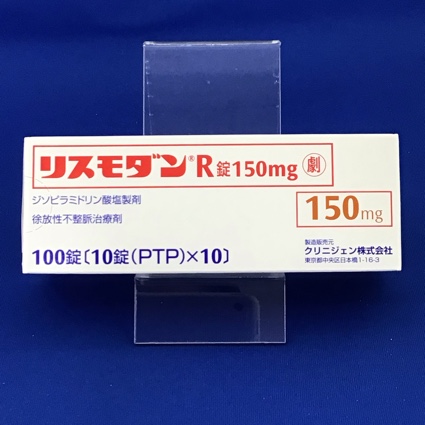 リスモダン® R錠150mg 劇
ジソピラミドリン酸塩製剤
徐放性不整脈治療剤
150mg
100錠〔10錠(PTP)×10〕
製造販売元
クリニジェン株式会社
東京都中央区日本橋1-16-3